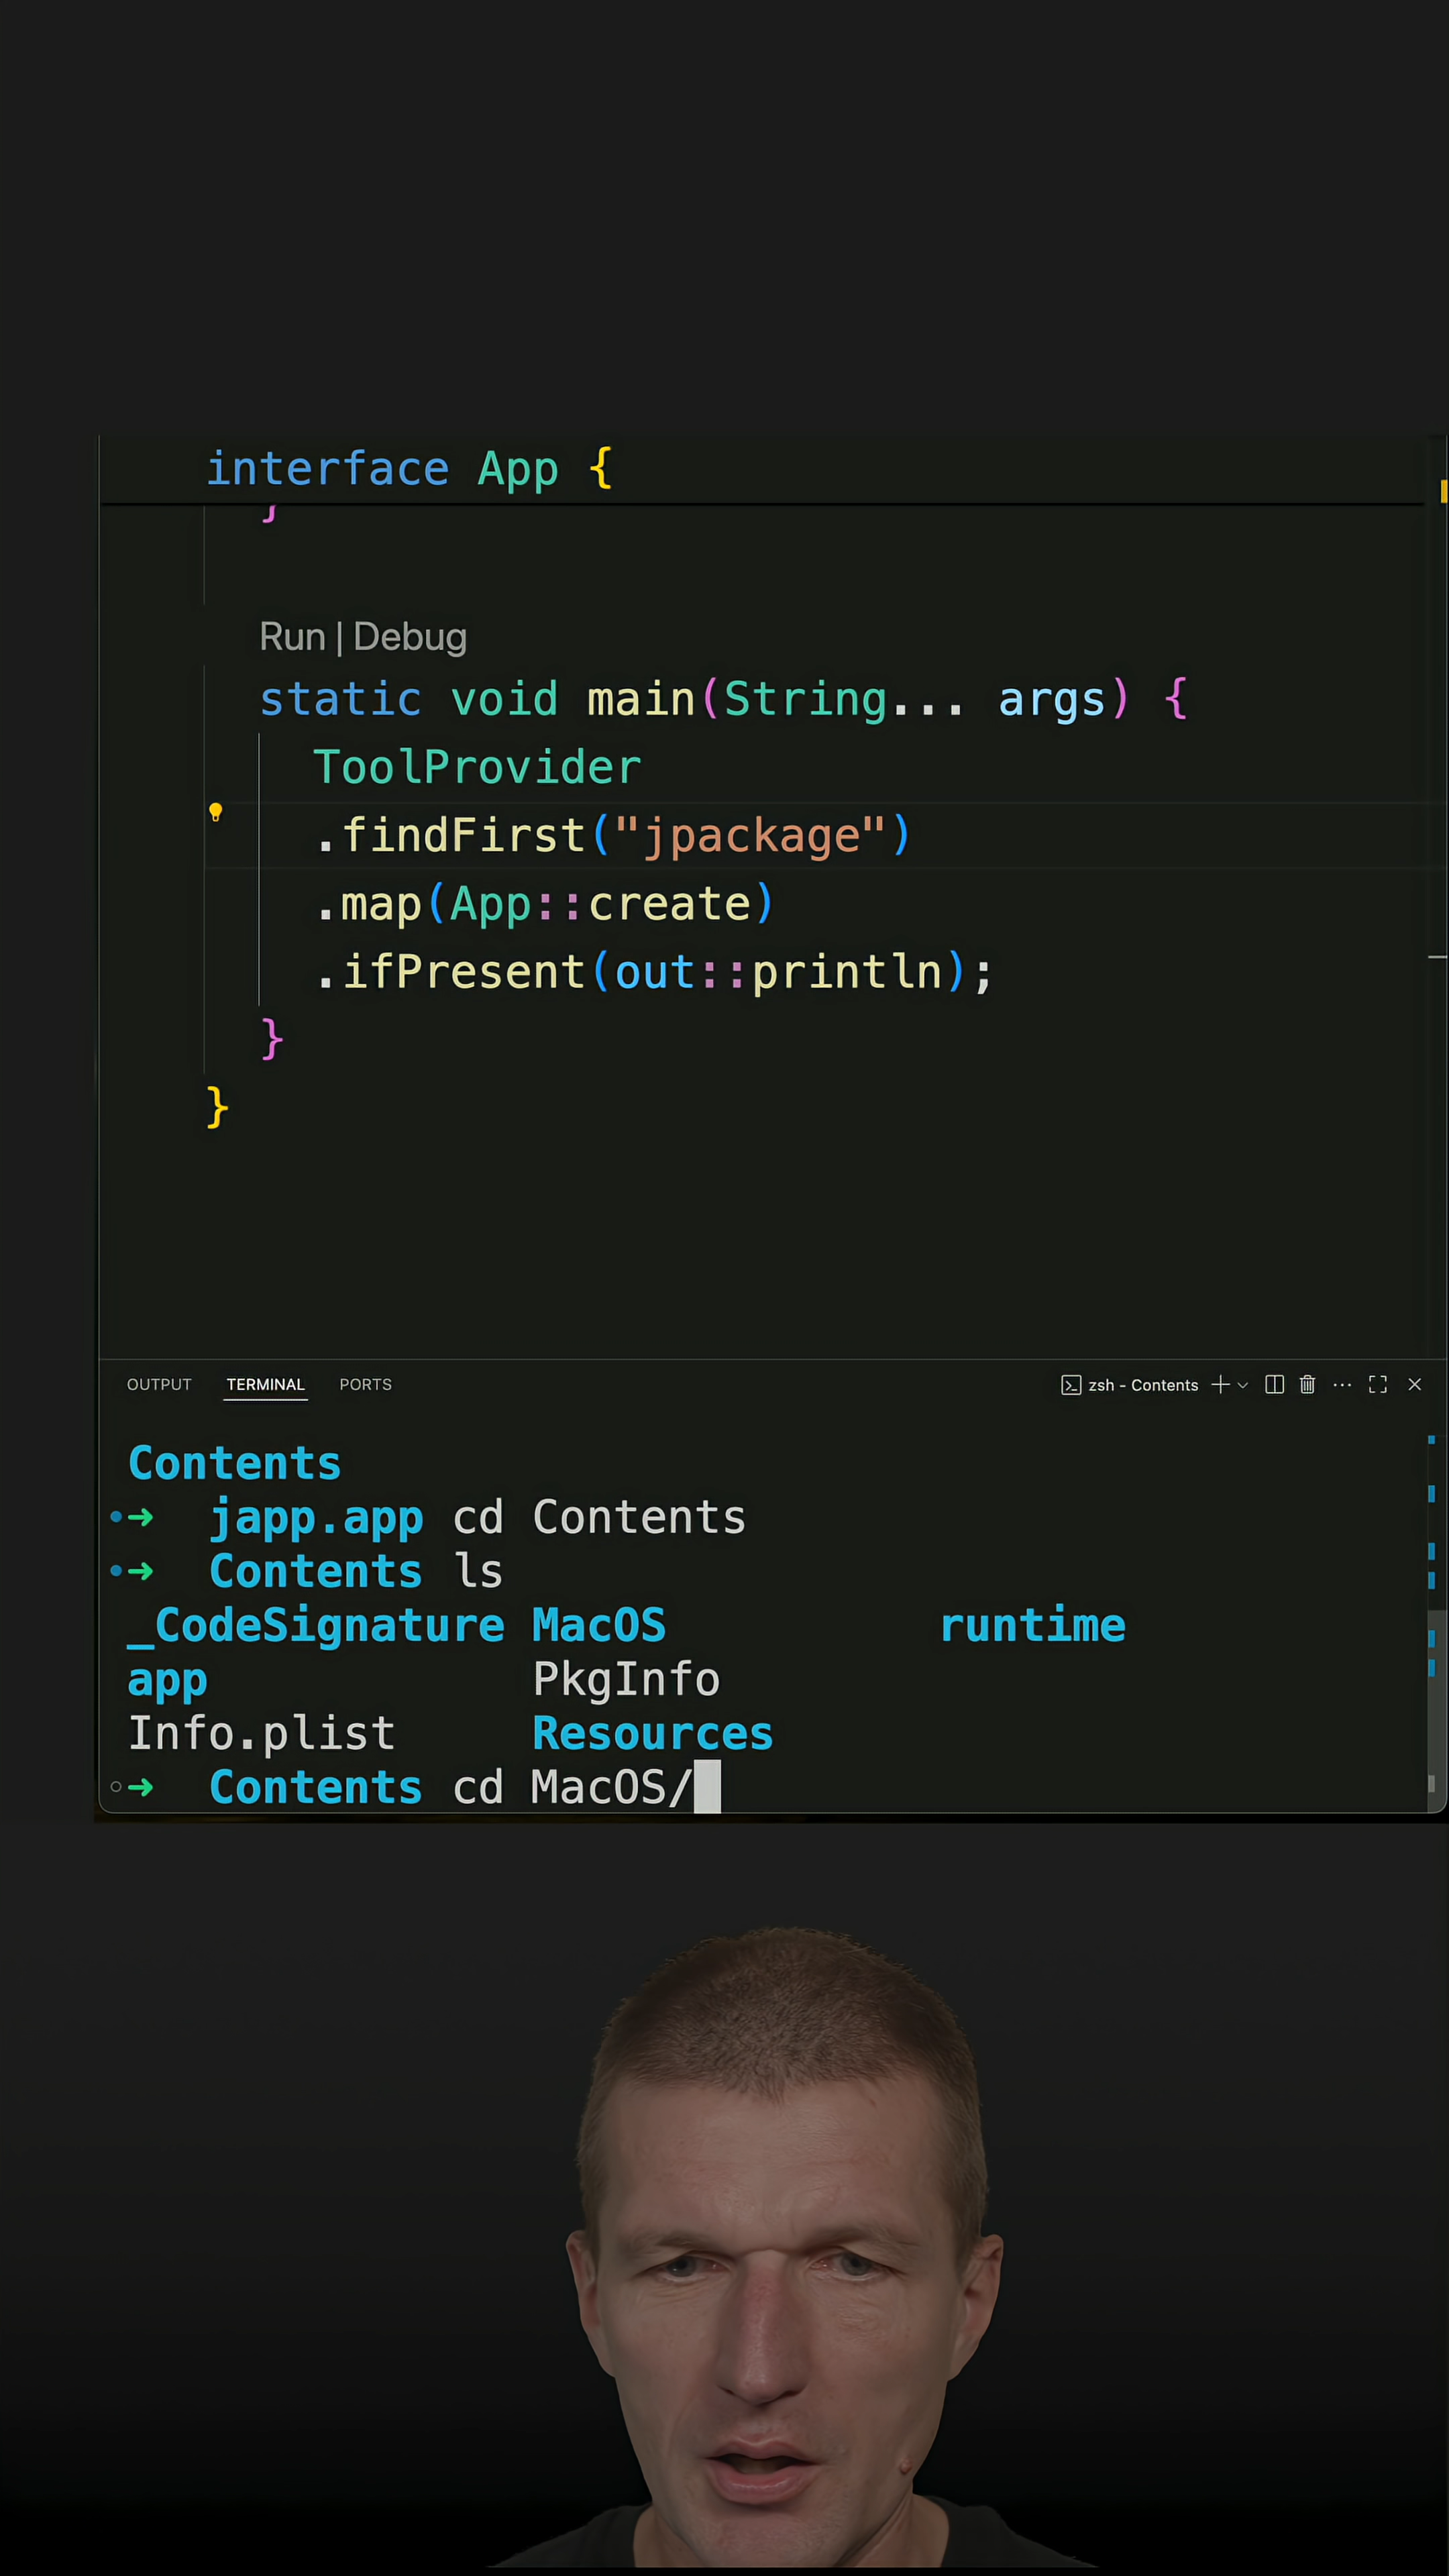 interface App {
}
Run | Debug
static void main(String... args) {
ToolProvider
.findFirst("jpackage")
.map(App::create)
.ifPresent(out::println);
}
}
OUTPUT TERMINAL PORTS zsh - Contents
Contents
➜ japp.app cd Contents
➜ Contents ls
_CodeSignature MacOS runtime
app PkgInfo
Info.plist Resources
➜ Contents cd MacOS/